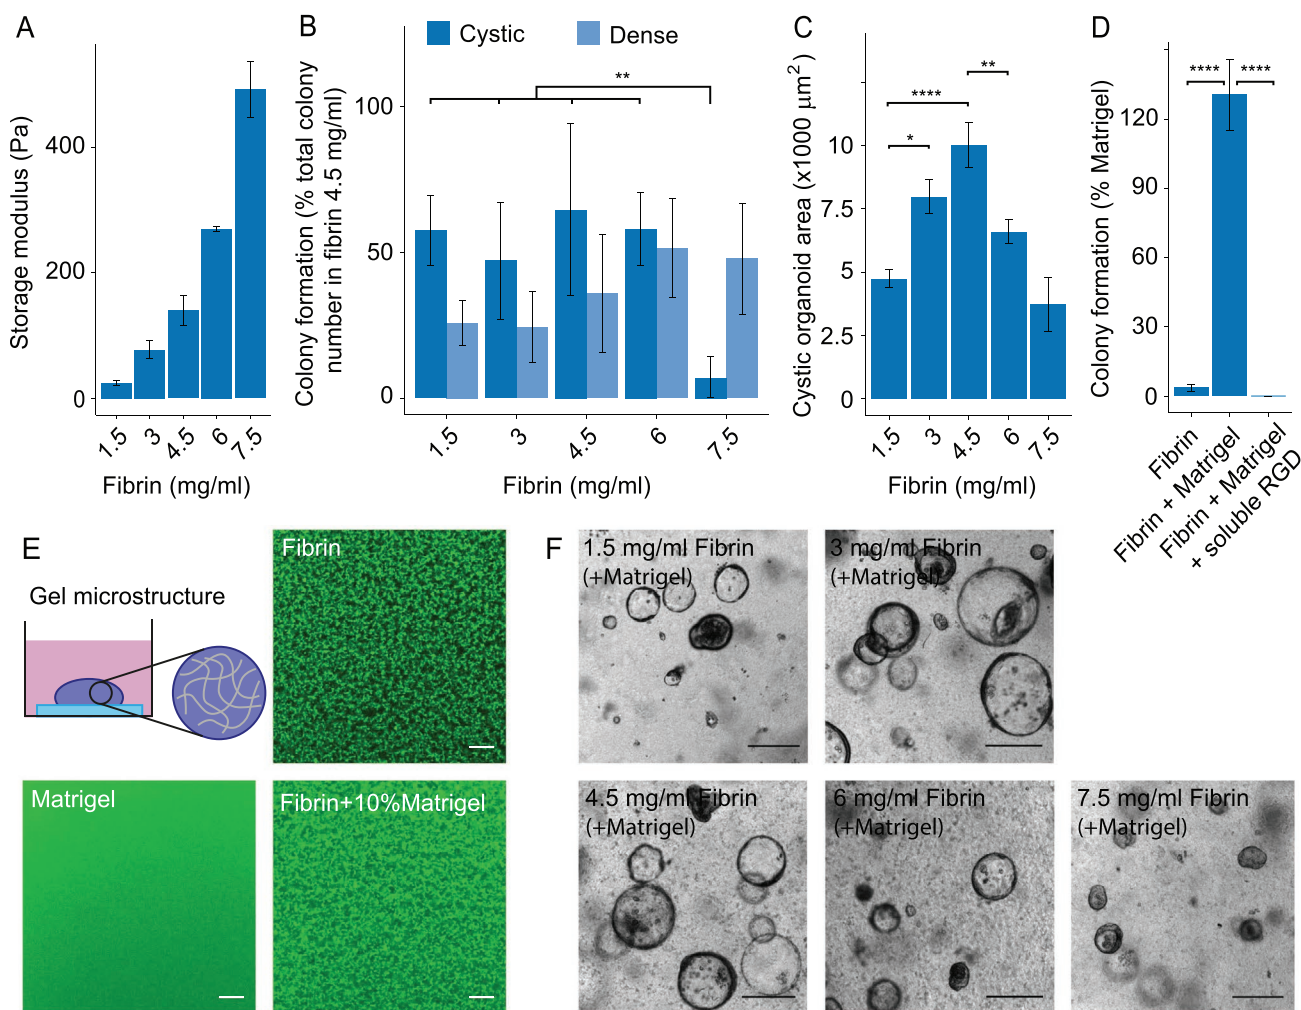 A
Storage modulus (Pa)
400
200
0
1.5
3
4.5
6
7.5
Fibrin (mg/ml)
B
Cystic
Dense
Colony formation (% total colony
number in fibrin 4.5 mg/ml)
100
50
0
**
1.5
3
4.5
6
7.5
Fibrin (mg/ml)
C
Cystic organoid area (x1000 μm²)
10
7.5
5
2.5
0
**
****
*
1.5
3
4.5
6
7.5
Fibrin (mg/ml)
D
Colony formation (% Matrigel)
120
90
60
30
0
**** ****
Fibrin
Fibrin + Matrigel
Fibrin + Matrigel
+ soluble RGD
E
Gel microstructure
Fibrin
Matrigel
Fibrin+10%Matrigel
F
1.5 mg/ml Fibrin
(+Matrigel)
3 mg/ml Fibrin
(+Matrigel)
4.5 mg/ml Fibrin
(+Matrigel)
6 mg/ml Fibrin
(+Matrigel)
7.5 mg/ml Fibrin
(+Matrigel)